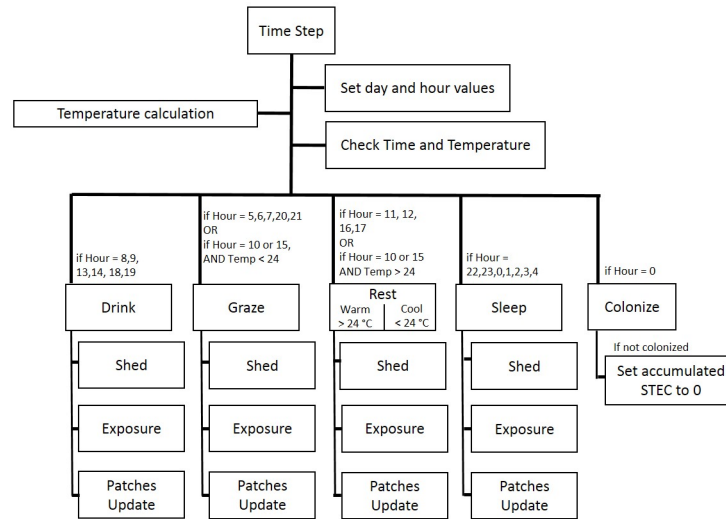 Time Step
Set day and hour values
Temperature calculation
Check Time and Temperature
if Hour = 8,9,
13,14, 18,19
Drink
Shed
Exposure
Patches
Update
if Hour = 5,6,7,20,21
OR
if Hour = 10 or 15,
AND Temp < 24
Graze
Shed
Exposure
Patches
Update
if Hour = 11, 12,
16,17
OR
if Hour = 10 or 15
AND Temp > 24
Rest
Warm
> 24 °C
Cool
< 24 °C
Shed
Exposure
Patches
Update
if Hour =
22,23,0,1,2,3,4
Sleep
Shed
Exposure
Patches
Update
if Hour = 0
Colonize
If not colonized
Set accumulated
STEC to 0